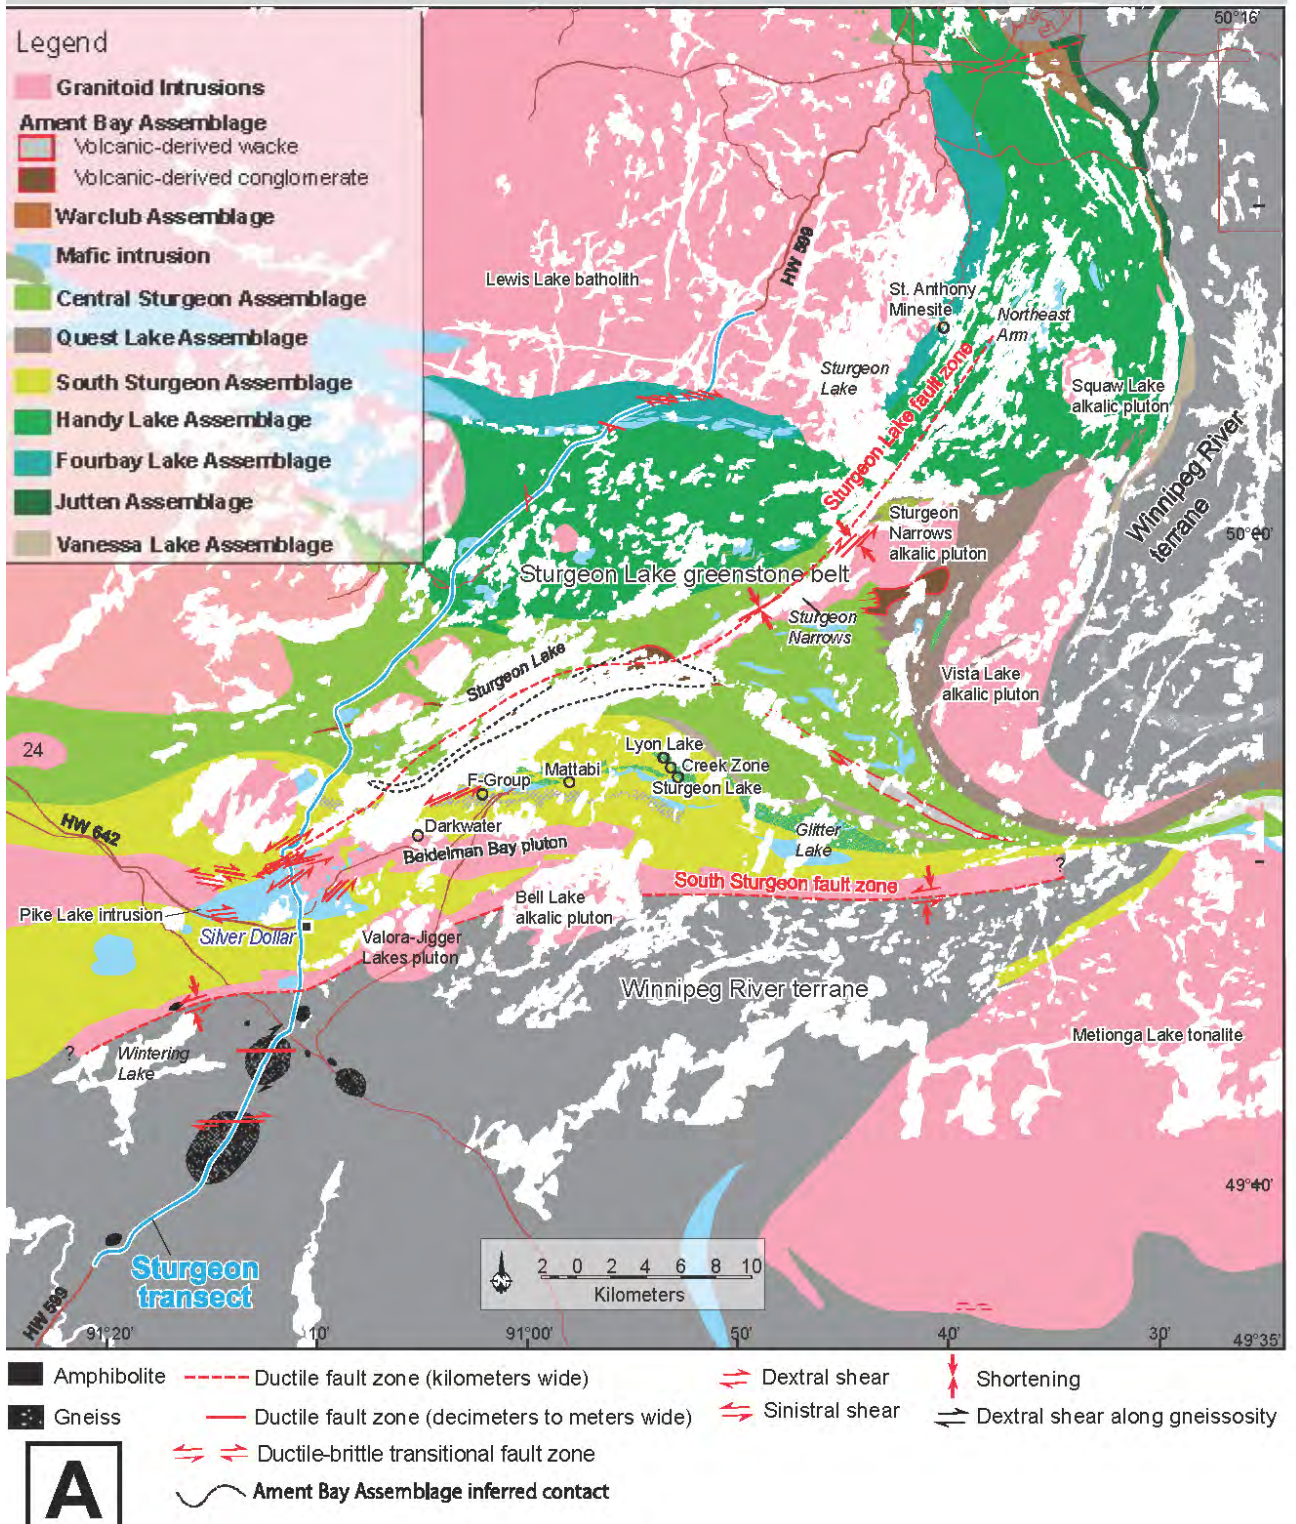 50°16'
Legend
Granitoid Intrusions
Ament Bay Assemblage
Volcanic-derived wacke
Volcanic-derived conglomerate
Warclub Assemblage
Mafic intrusion
Central Sturgeon Assemblage
Quest Lake Assemblage
South Sturgeon Assemblage
Handy Lake Assemblage
Fourbay Lake Assemblage
Jutten Assemblage
Vanessa Lake Assemblage
HW 599
Lewis Lake batholith
St. Anthony
Minesite
Northeast
Arm
Sturgeon
Lake
Squaw Lake
alkalic pluton
Sturgeon Lake fault zone
Winnipeg River
terrane
Sturgeon
Narrows
alkalic pluton
50°00'
Sturgeon Lake greenstone belt
Sturgeon
Narrows
Sturgeon Lake
Vista Lake
alkalic pluton
24
Lyon Lake
Creek Zone
Sturgeon Lake
Mattabi
F-Group
HW 642
Darkwater
Beidelman Bay pluton
Glitter
Lake
?
South Sturgeon fault zone
Bell Lake
alkalic pluton
Pike Lake intrusion
Silver Dollar
Valora-Jigger
Lakes pluton
Winnipeg River terrane
Metionga Lake tonalite
?
Wintering
Lake
49°40'
Sturgeon
transect
2 0 2 4 6 8 10
Kilometers
HW 599
91°20'
10'
91°00'
50'
40'
30'
49°35'
Amphibolite
Ductile fault zone (kilometers wide)
Dextral shear
Shortening
Gneiss
Ductile fault zone (decimeters to meters wide)
Sinistral shear
Dextral shear along gneissosity
Ductile-brittle transitional fault zone
Ament Bay Assemblage inferred contact
A